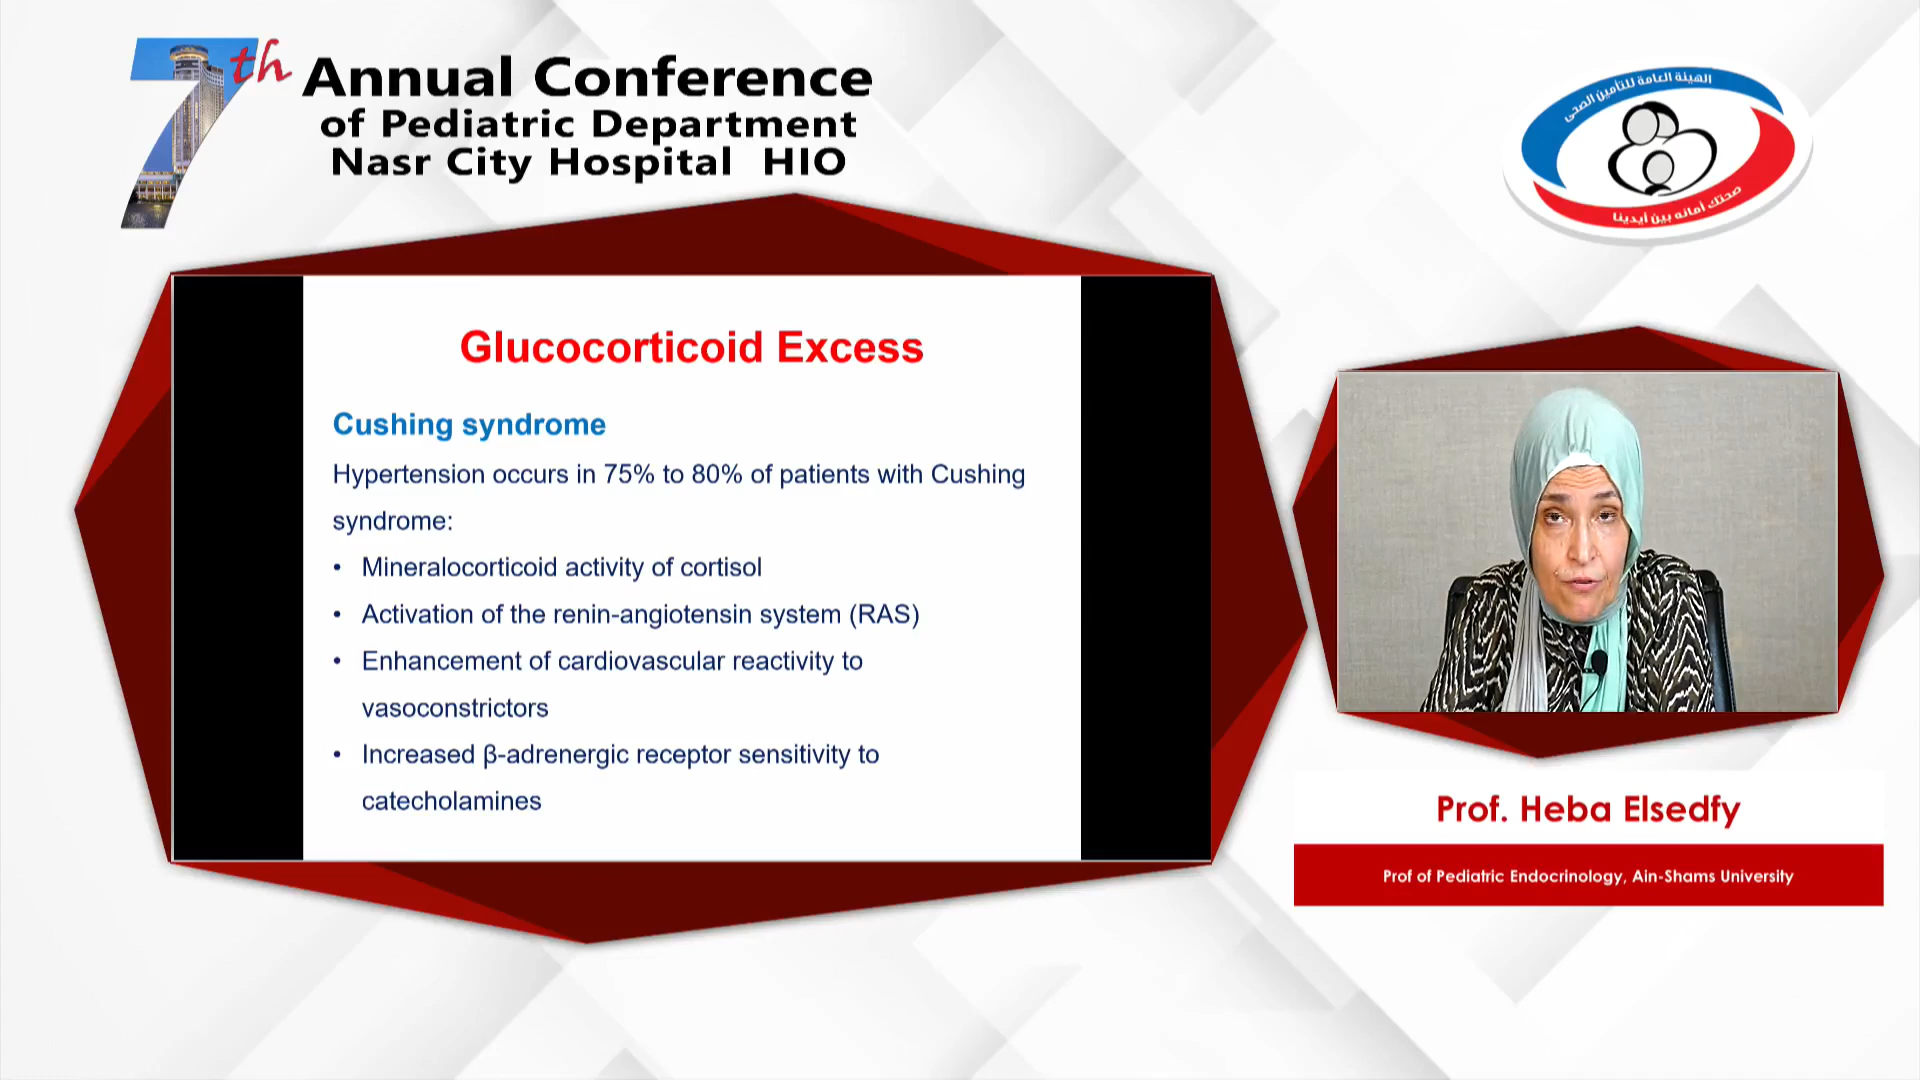 7th Annual Conference
of Pediatric Department
Nasr City Hospital HIO
الهيئة العامة للتأمين الصحى
صحتك أمانه بين أيدينا
Glucocorticoid Excess
Cushing syndrome
Hypertension occurs in 75% to 80% of patients with Cushing
syndrome:
• Mineralocorticoid activity of cortisol
• Activation of the renin-angiotensin system (RAS)
• Enhancement of cardiovascular reactivity to
vasoconstrictors
• Increased β-adrenergic receptor sensitivity to
catecholamines
Prof. Heba Elsedfy
Prof of Pediatric Endocrinology, Ain-Shams University